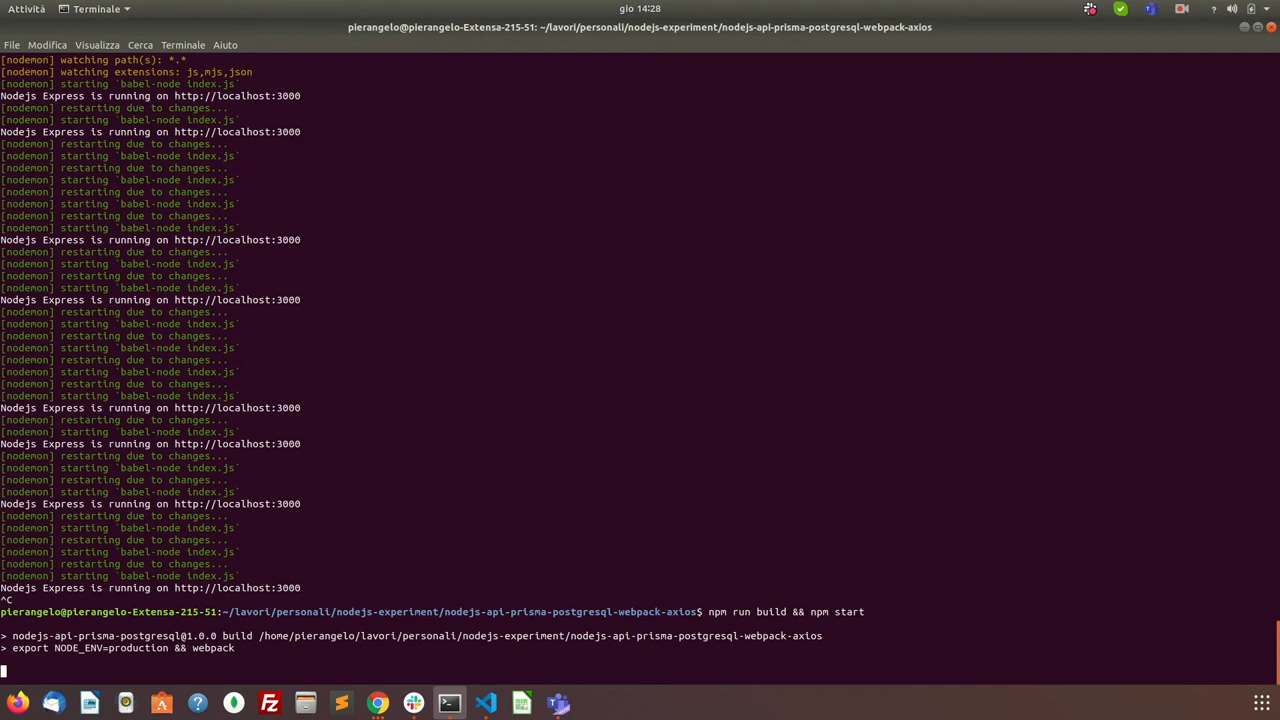 Attività
Terminale
gio 14:28
pierangelo@pierangelo-Extensa-215-51: ~/lavori/personali/nodejs-experiment/nodejs-api-prisma-postgresql-webpack-axios
File Modifica Visualizza Cerca Terminale Aiuto
[nodemon] watching path(s): *.*
[nodemon] watching extensions: js,mjs,json
[nodemon] starting `babel-node index.js`
Nodejs Express is running on http://localhost:3000
[nodemon] restarting due to changes...
[nodemon] starting `babel-node index.js`
Nodejs Express is running on http://localhost:3000
[nodemon] restarting due to changes...
[nodemon] starting `babel-node index.js`
[nodemon] restarting due to changes...
[nodemon] starting `babel-node index.js`
[nodemon] restarting due to changes...
[nodemon] starting `babel-node index.js`
[nodemon] restarting due to changes...
[nodemon] starting `babel-node index.js`
Nodejs Express is running on http://localhost:3000
[nodemon] restarting due to changes...
[nodemon] starting `babel-node index.js`
[nodemon] restarting due to changes...
[nodemon] starting `babel-node index.js`
Nodejs Express is running on http://localhost:3000
[nodemon] restarting due to changes...
[nodemon] starting `babel-node index.js`
[nodemon] restarting due to changes...
[nodemon] starting `babel-node index.js`
[nodemon] restarting due to changes...
[nodemon] starting `babel-node index.js`
[nodemon] restarting due to changes...
[nodemon] starting `babel-node index.js`
Nodejs Express is running on http://localhost:3000
[nodemon] restarting due to changes...
[nodemon] starting `babel-node index.js`
Nodejs Express is running on http://localhost:3000
[nodemon] restarting due to changes...
[nodemon] starting `babel-node index.js`
[nodemon] restarting due to changes...
[nodemon] starting `babel-node index.js`
Nodejs Express is running on http://localhost:3000
[nodemon] restarting due to changes...
[nodemon] starting `babel-node index.js`
[nodemon] restarting due to changes...
[nodemon] starting `babel-node index.js`
[nodemon] restarting due to changes...
[nodemon] starting `babel-node index.js`
Nodejs Express is running on http://localhost:3000
^C
pierangelo@pierangelo-Extensa-215-51:~/lavori/personali/nodejs-experiment/nodejs-api-prisma-postgresql-webpack-axios$ npm run build && npm start
> nodejs-api-prisma-postgresql@1.0.0 build /home/pierangelo/lavori/personali/nodejs-experiment/nodejs-api-prisma-postgresql-webpack-axios
> export NODE_ENV=production && webpack